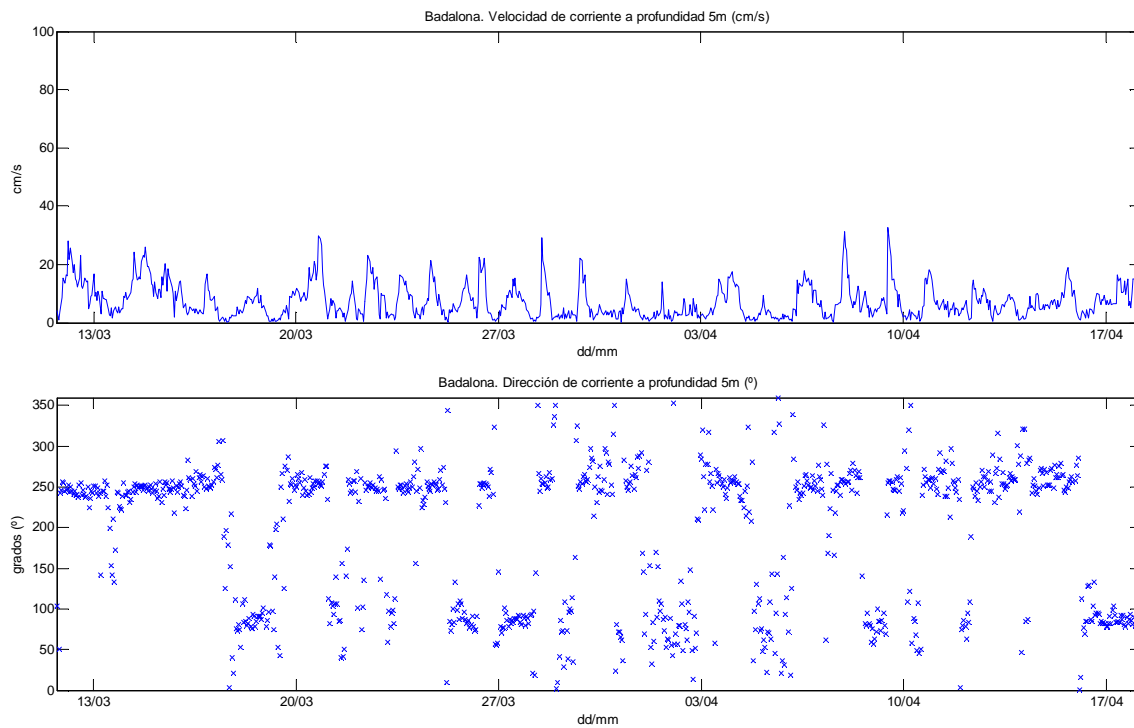 Badalona. Velocidad de corriente a profundidad 5m (cm/s)
100
80
60
40
20
0
cm/s
13/03 20/03 27/03 03/04 10/04 17/04
dd/mm
Badalona. Dirección de corriente a profundidad 5m (º)
350
300
250
200
150
100
50
0
grados (º)
13/03 20/03 27/03 03/04 10/04 17/04
dd/mm